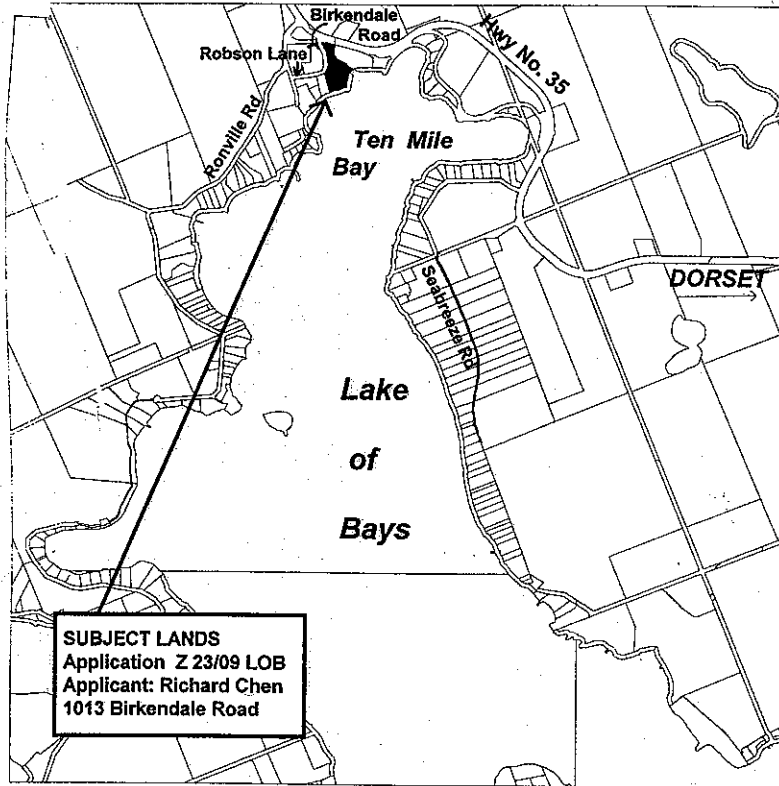 Birkendale
Road
Robson Lane
Hwy No. 35
Ronville Rd.
Ten Mile
Bay
DORSET
Seabreeze Rd
Lake
of
Bays
SUBJECT LANDS
Application Z 23/09 LOB
Applicant: Richard Chen
1013 Birkendale Road